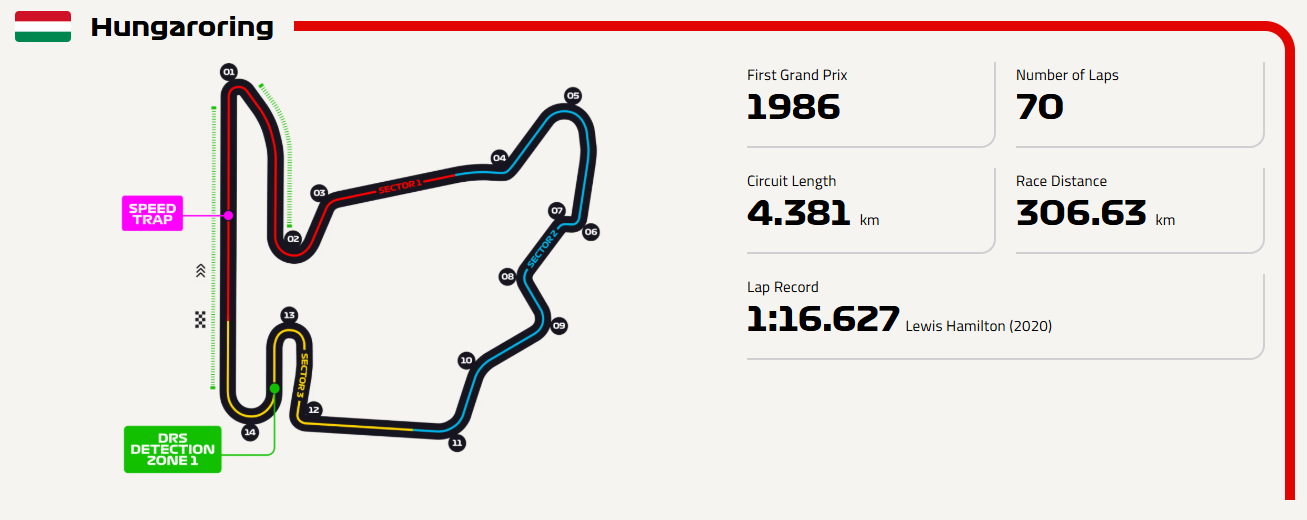 Hungaroring
01
05
04
03
SECTOR 1
SPEED
TRAP
07
06
02
SECTOR 2
08
13
09
10
SECTOR 3
12
14
11
DRS
DETECTION
ZONE 1
First Grand Prix
1986
Number of Laps
70
Circuit Length
4.381 km
Race Distance
306.63 km
Lap Record
1:16.627 Lewis Hamilton (2020)